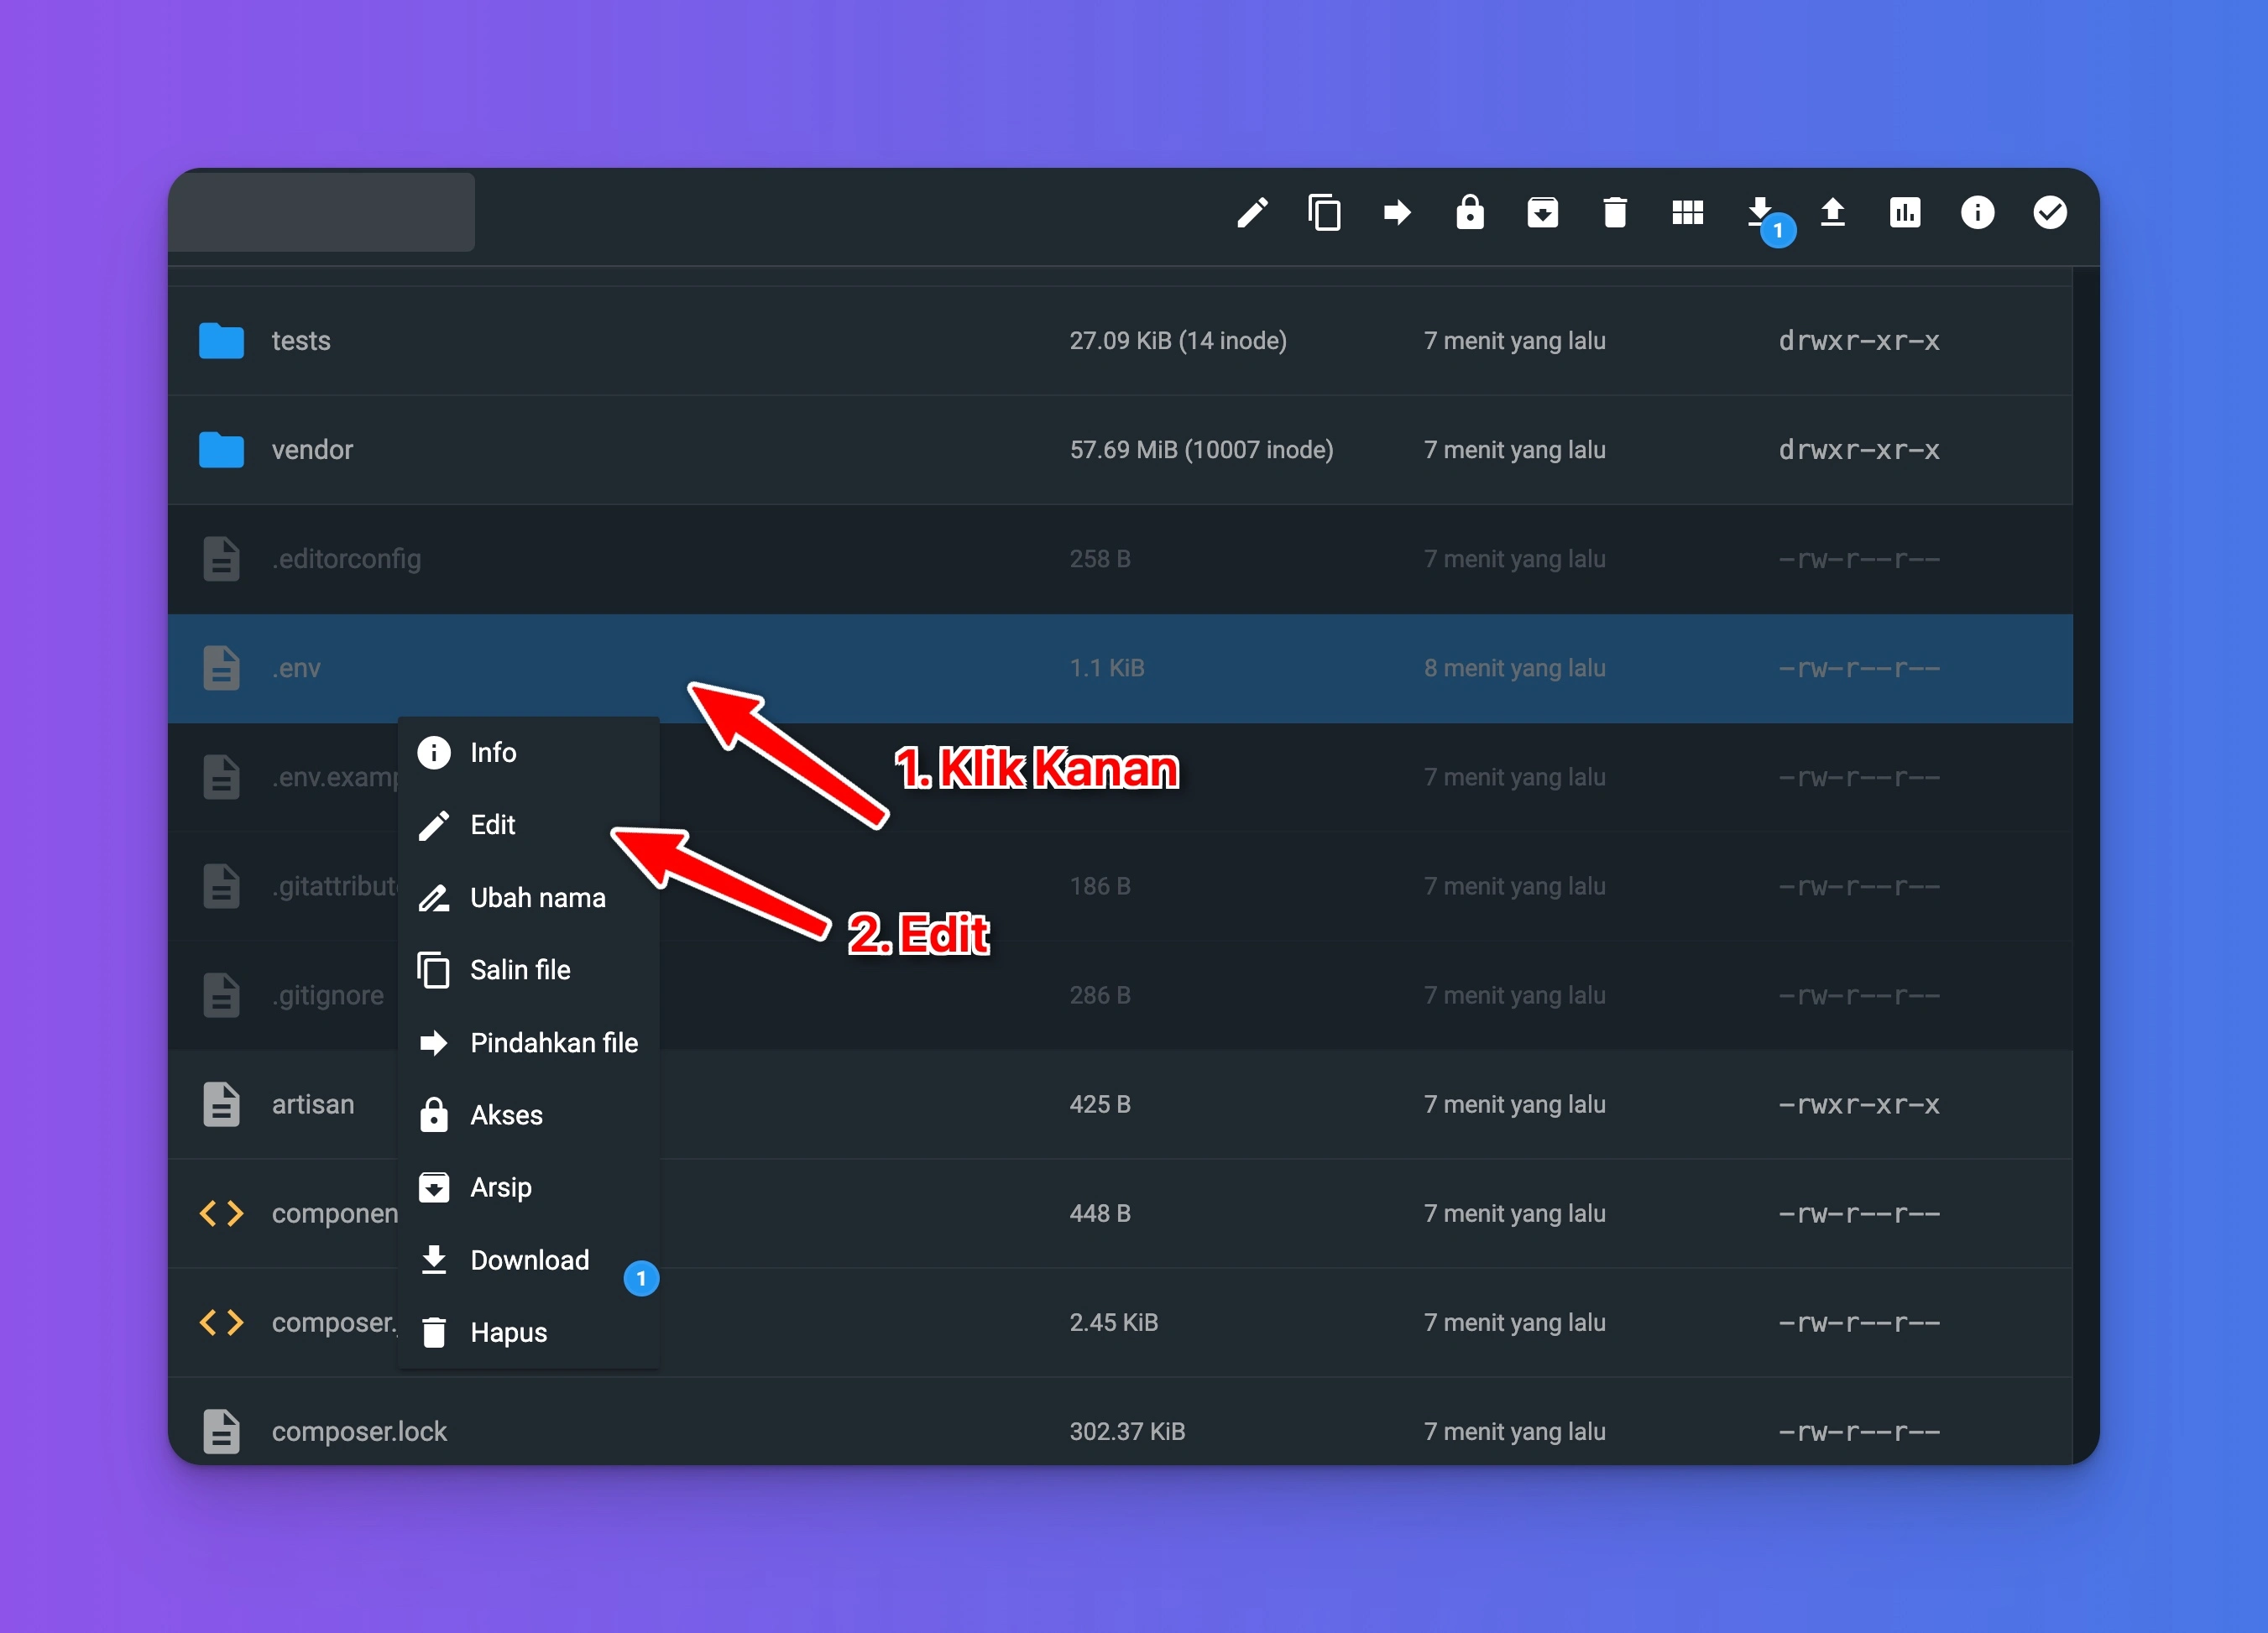 1
tests 27.09 KiB (14 inode) 7 menit yang lalu drwxr-xr-x
vendor 57.69 MiB (10007 inode) 7 menit yang lalu drwxr-xr-x
.editorconfig 258 B 7 menit yang lalu -rw-r--r--
.env 1.1 KiB 8 menit yang lalu -rw-r--r--
Info
1. Klik Kanan
.env.examp 7 menit yang lalu -rw-r--r--
Edit
.gitattribut 186 B 7 menit yang lalu -rw-r--r--
Ubah nama
2. Edit
Salin file
.gitignore 286 B 7 menit yang lalu -rw-r--r--
Pindahkan file
artisan 425 B 7 menit yang lalu -rwxr-xr-x
Akses
Arsip
componen 448 B 7 menit yang lalu -rw-r--r--
Download 1
composer. 2.45 KiB 7 menit yang lalu -rw-r--r--
Hapus
composer.lock 302.37 KiB 7 menit yang lalu -rw-r--r--